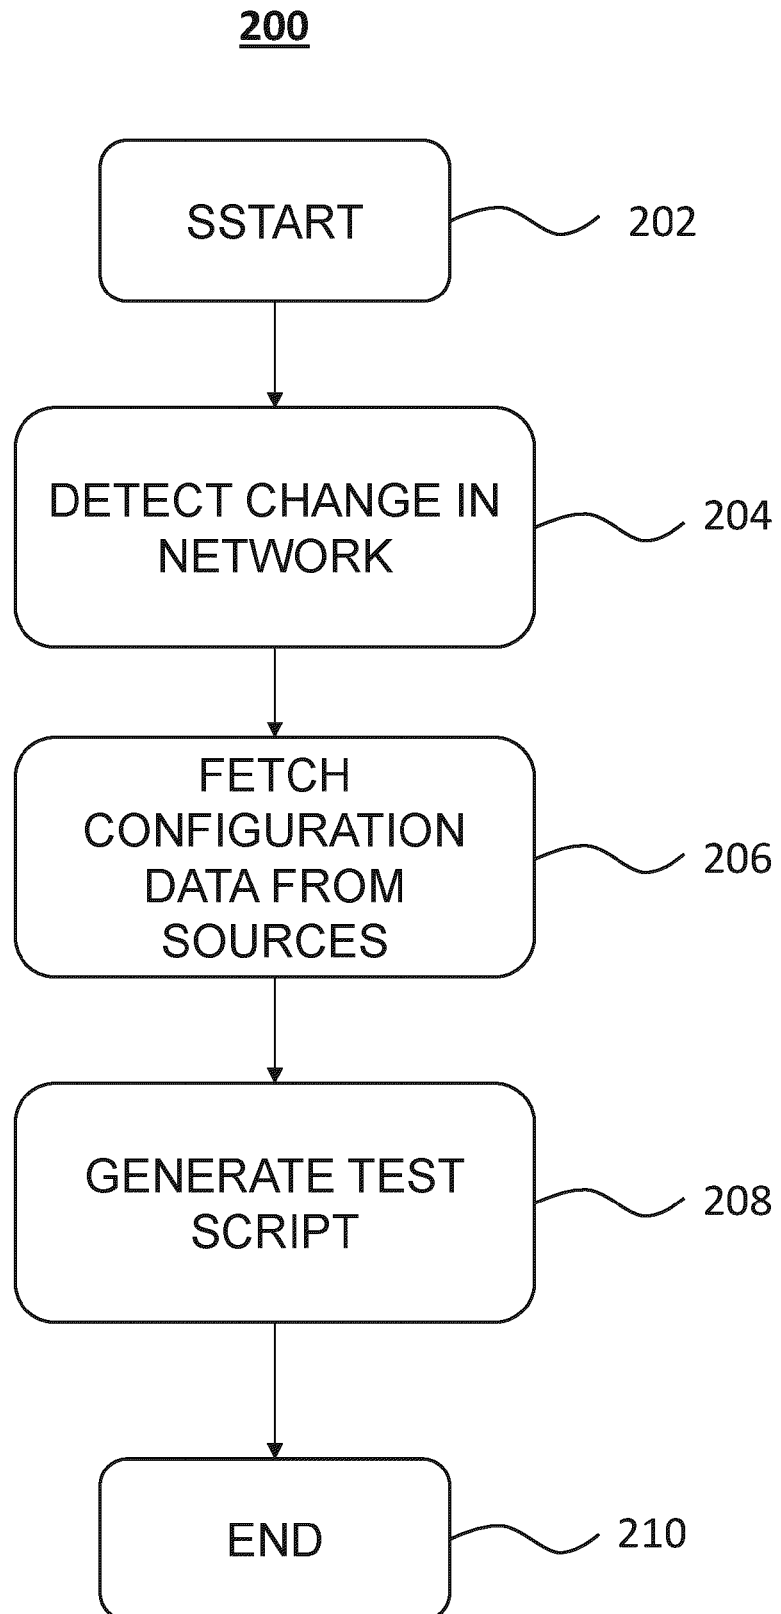 200
SSTART
202
DETECT CHANGE IN
NETWORK
204
FETCH
CONFIGURATION
DATA FROM
SOURCES
206
GENERATE TEST
SCRIPT
208
END
210